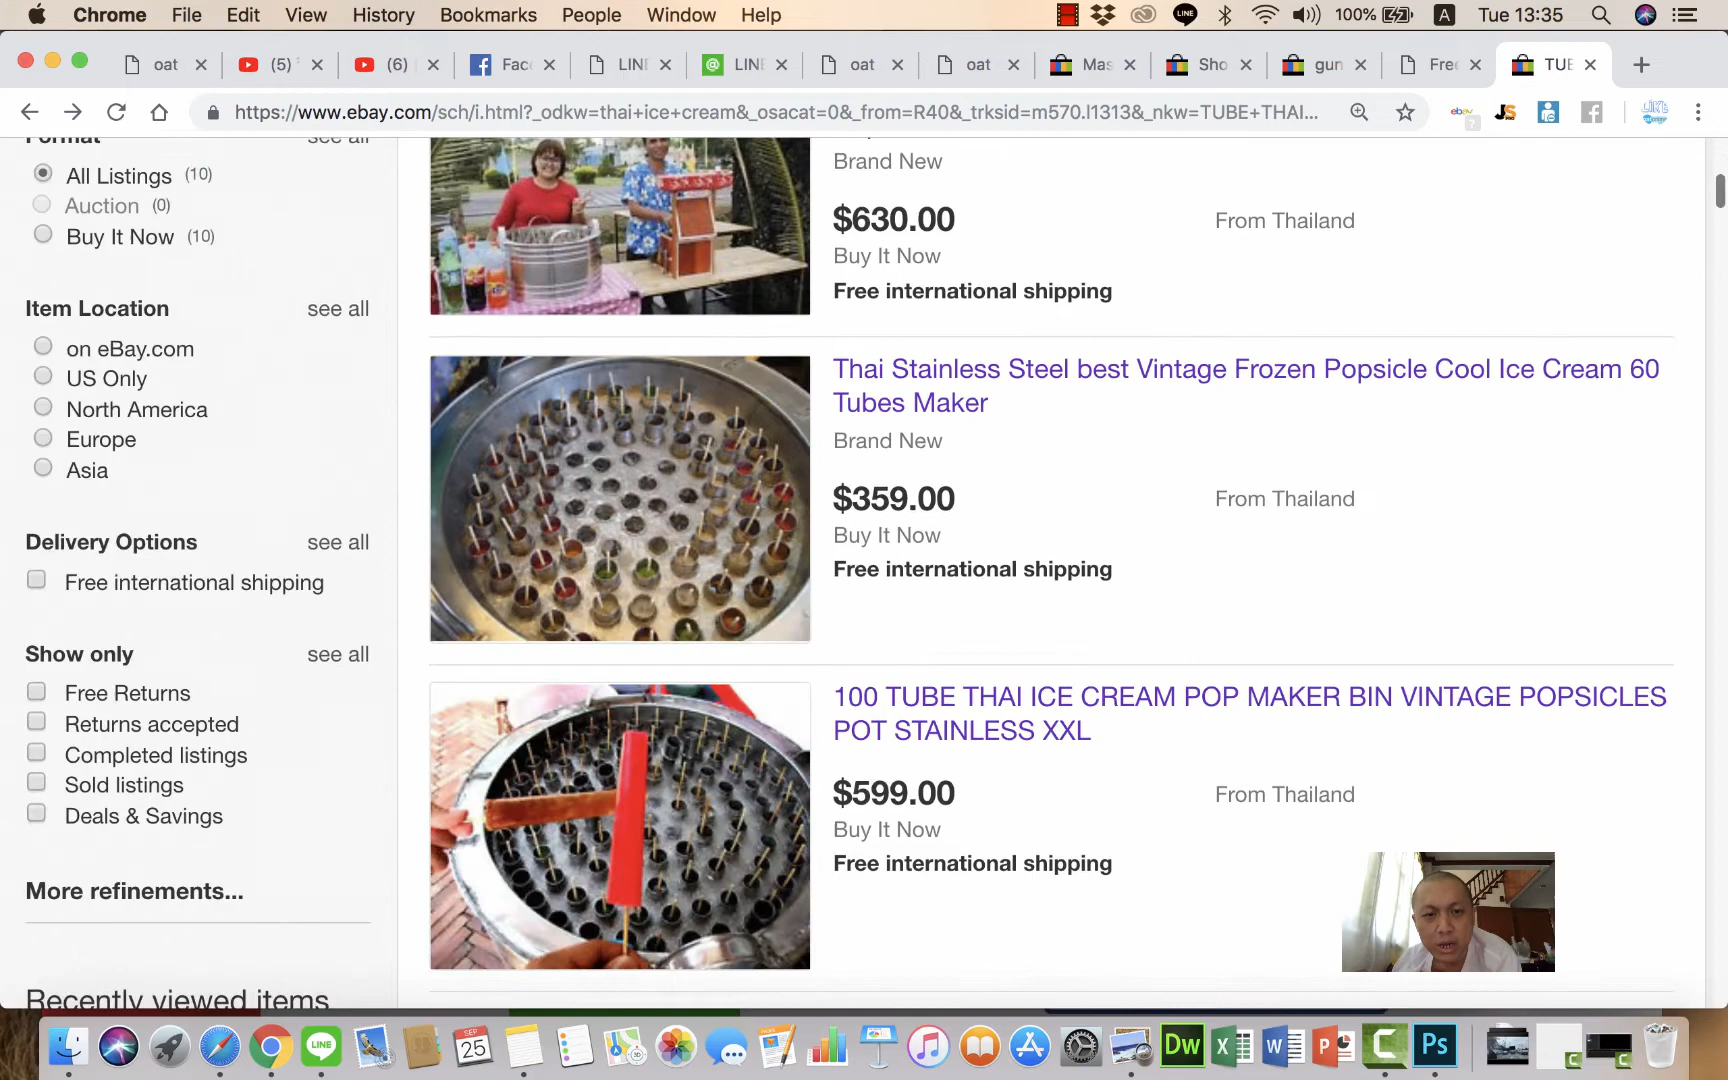 Chrome File Edit View History Bookmarks People Window Help 100% A Tue 13:35
oat (5) (6) Fac LINE LINE oat oat Mas Sho gun Free TUB
https://www.ebay.com/sch/i.html?_odkw=thai+ice+cream&_osacat=0&_from=R40&_trksid=m570.l1313&_nkw=TUBE+THAI...
Format see all
All Listings (10)
Auction (0)
Buy It Now (10)
Item Location see all
on eBay.com
US Only
North America
Europe
Asia
Delivery Options see all
Free international shipping
Show only see all
Free Returns
Returns accepted
Completed listings
Sold listings
Deals & Savings
More refinements...
Recently viewed items
Brand New
$630.00 From Thailand
Buy It Now
Free international shipping
Thai Stainless Steel best Vintage Frozen Popsicle Cool Ice Cream 60
Tubes Maker
Brand New
$359.00 From Thailand
Buy It Now
Free international shipping
100 TUBE THAI ICE CREAM POP MAKER BIN VINTAGE POPSICLES
POT STAINLESS XXL
$599.00 From Thailand
Buy It Now
Free international shipping
SEP
25
LINE
Dw
Ps